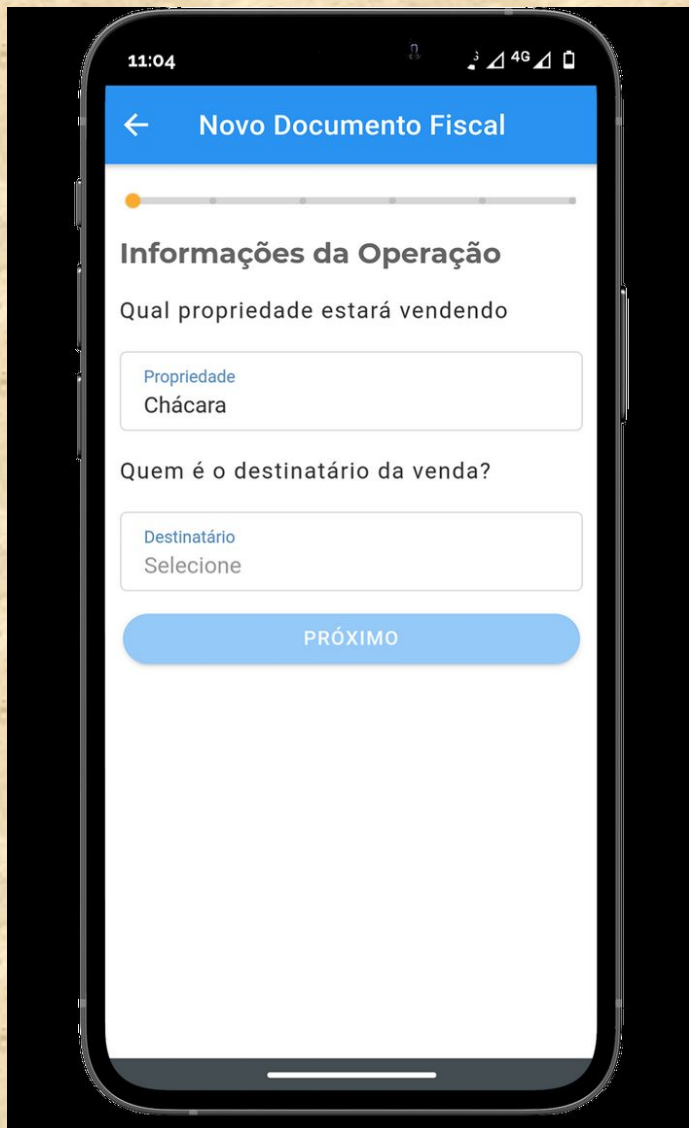 11:04
4G
Novo Documento Fiscal
Informações da Operação
Qual propriedade estará vendendo
Propriedade
Chácara
Quem é o destinatário da venda?
Destinatário
Selecione
PRÓXIMO